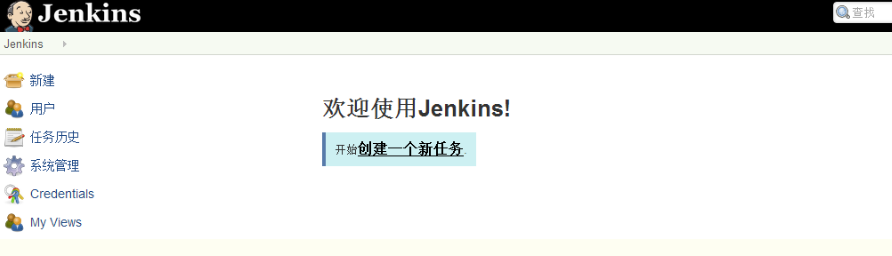 Jenkins
查找
Jenkins
新建
用户
任务历史
系统管理
Credentials
My Views
欢迎使用Jenkins!
开始创建一个新任务.